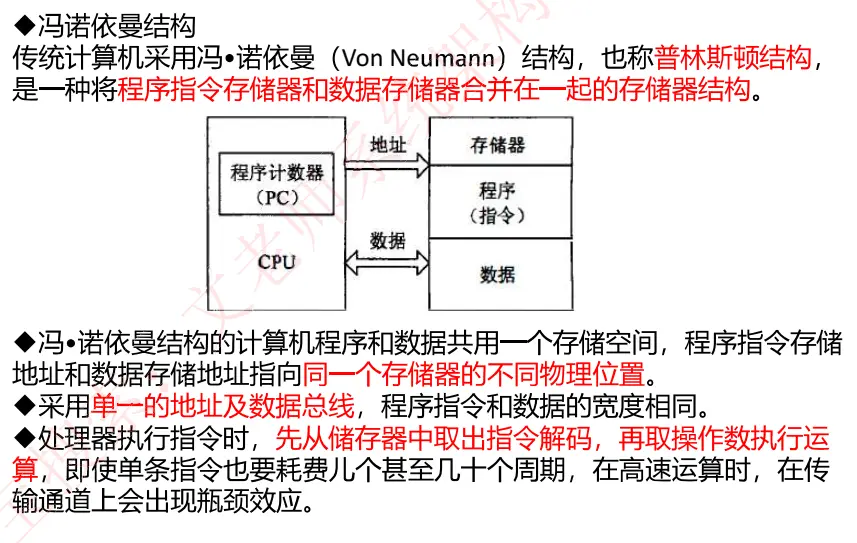 ◆冯诺依曼结构
传统计算机采用冯•诺依曼（Von Neumann）结构，也称普林斯顿结构，
是一种将程序指令存储器和数据存储器合并在一起的存储器结构。
程序计数器
（PC）
CPU
地址
数据
存储器
程序
（指令）
数据
◆冯•诺依曼结构的计算机程序和数据共用一个存储空间，程序指令存储
地址和数据存储地址指向同一个存储器的不同物理位置。
◆采用单一的地址及数据总线，程序指令和数据的宽度相同。
◆处理器执行指令时，先从储存器中取出指令解码，再取操作数执行运
算，即使单条指令也要耗费几个甚至几十个周期，在高速运算时，在传
输通道上会出现瓶颈效应。
文老师系统架构